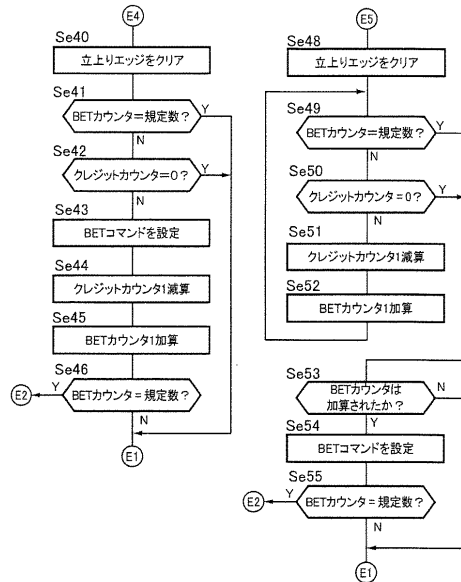 E4
Se40
立上りエッジをクリア
Se41
BETカウンタ=規定数?
Y
N
Se42
クレジットカウンタ=0?
Y
N
Se43
BETコマンドを設定
Se44
クレジットカウンタ1減算
Se45
BETカウンタ1加算
Se46
Y
E2
BETカウンタ=規定数?
N
E1
E5
Se48
立上りエッジをクリア
Se49
BETカウンタ=規定数?
Y
N
Se50
クレジットカウンタ=0?
Y
N
Se51
クレジットカウンタ1減算
Se52
BETカウンタ1加算
Se53
BETカウンタは
加算されたか?
N
Y
Se54
BETコマンドを設定
Se55
Y
E2
BETカウンタ=規定数?
N
E1